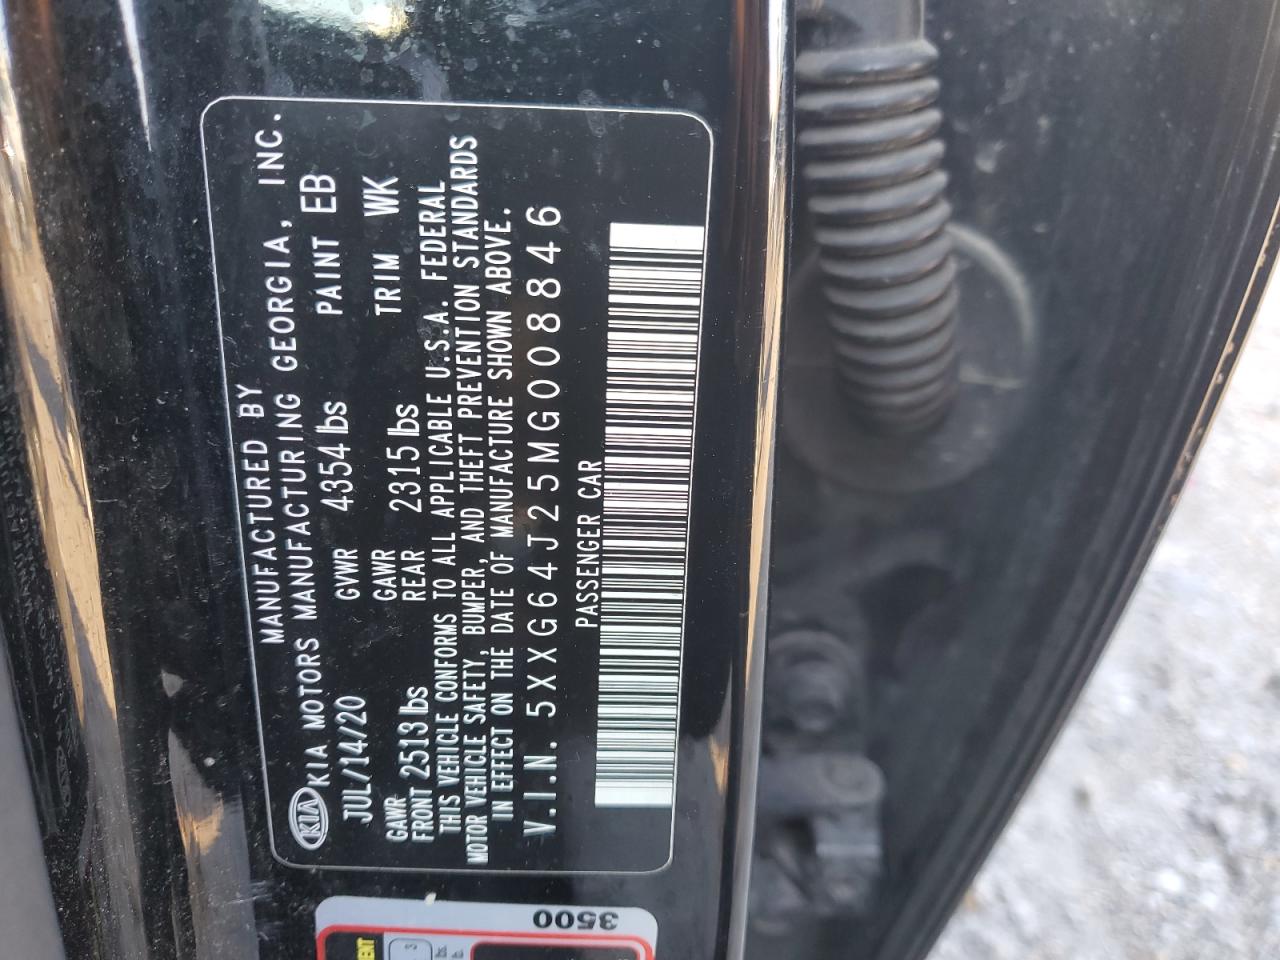 MANUFACTURED BY
KIA KIA MOTORS MANUFACTURING GEORGIA, INC.
JUL/14/20 GVWR 4354 lbs PAINT EB
GAWR FRONT 2513 lbs GAWR REAR 2315 lbs TRIM WK
THIS VEHICLE CONFORMS TO ALL APPLICABLE U.S.A. FEDERAL
MOTOR VEHICLE SAFETY, BUMPER, AND THEFT PREVENTION STANDARDS
IN EFFECT ON THE DATE OF MANUFACTURE SHOWN ABOVE.
V.I.N. 5XXG64J25MG008846
PASSENGER CAR
3500